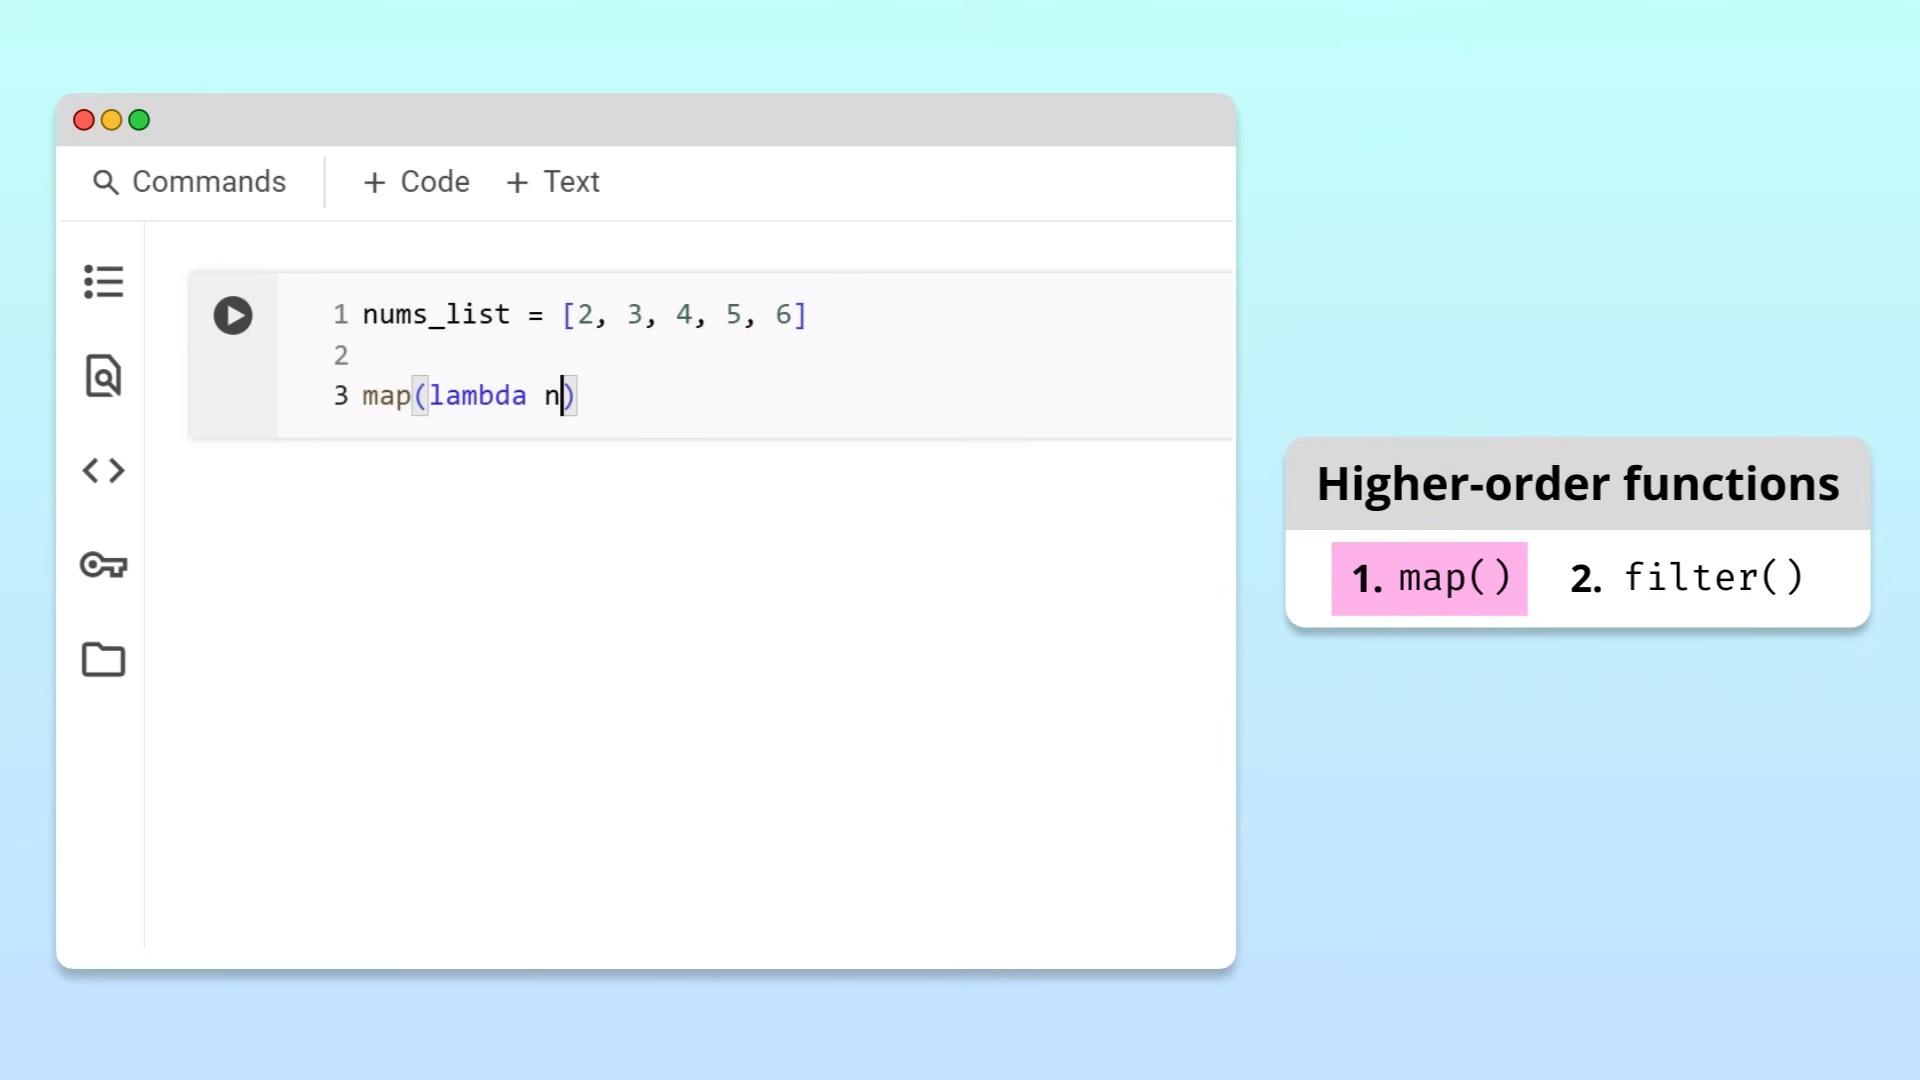 Commands + Code + Text
1 nums_list = [2, 3, 4, 5, 6]
2
3 map(lambda n)
Higher-order functions
1. map() 2. filter()